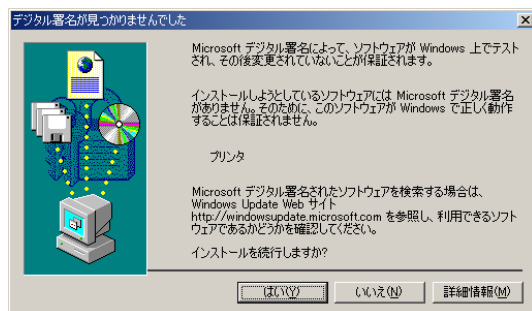 デジタル署名が見つかりませんでした
Microsoft デジタル署名によって、ソフトウェアが Windows 上でテスト
され、その後変更されていないことが保証されます。
インストールしようとしているソフトウェアには Microsoft デジタル署名
がありません。そのために、このソフトウェアが Windows で正しく動作
することは保証されません。
プリンタ
Microsoft デジタル署名されたソフトウェアを検索する場合は、
Windows Update Web サイト
http://windowsupdate.microsoft.com を参照し、利用できるソフト
ウェアであるかどうかを確認してください。
インストールを続行しますか?
はい(Y) いいえ(N) 詳細情報(M)